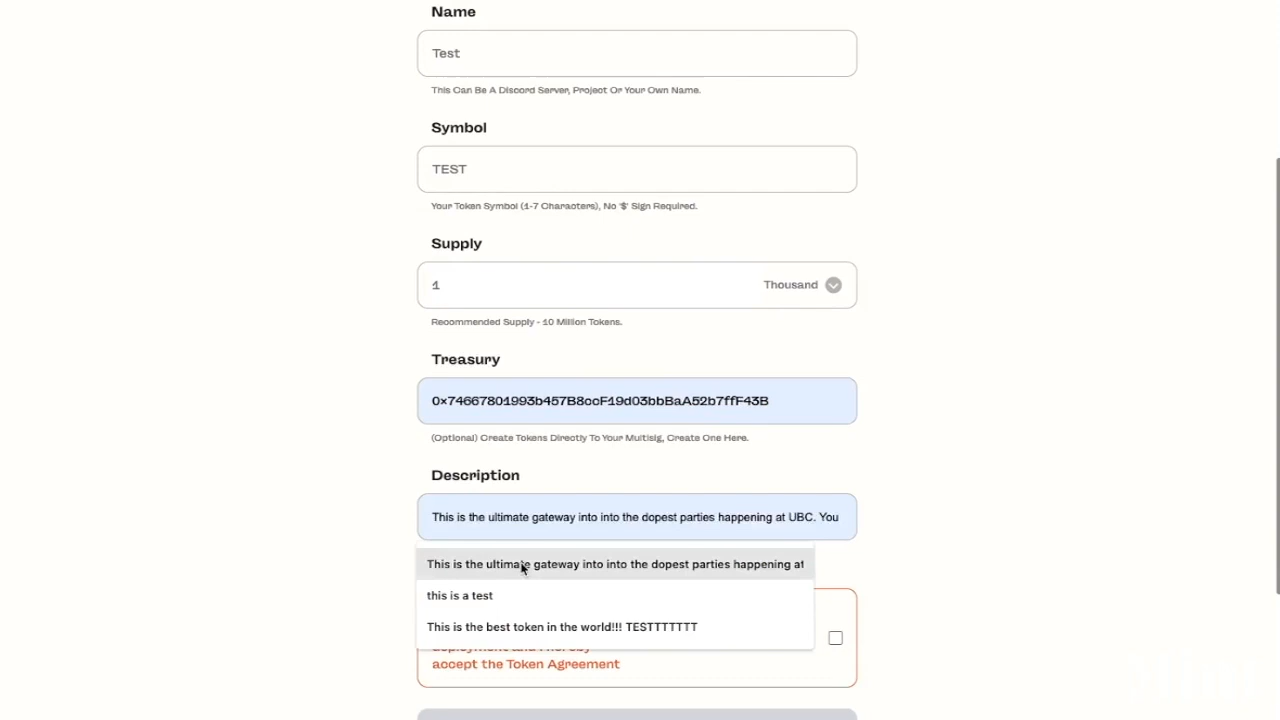 Name
Test
This Can Be A Discord Server, Project Or Your Own Name.
Symbol
TEST
Your Token Symbol (1-7 Characters), No '$' Sign Required.
Supply
1 Thousand
Recommended Supply - 10 Million Tokens.
Treasury
0x74667801993b457B8ccF19d03bbBaA52b7ffF43B
(Optional) Create Tokens Directly To Your Multisig, Create One Here.
Description
This is the ultimate gateway into into the dopest parties happening at UBC. You
This is the ultimate gateway into into the dopest parties happening at
this is a test
This is the best token in the world!!! TESTTTTTTT
deployment and I hereby
accept the Token Agreement